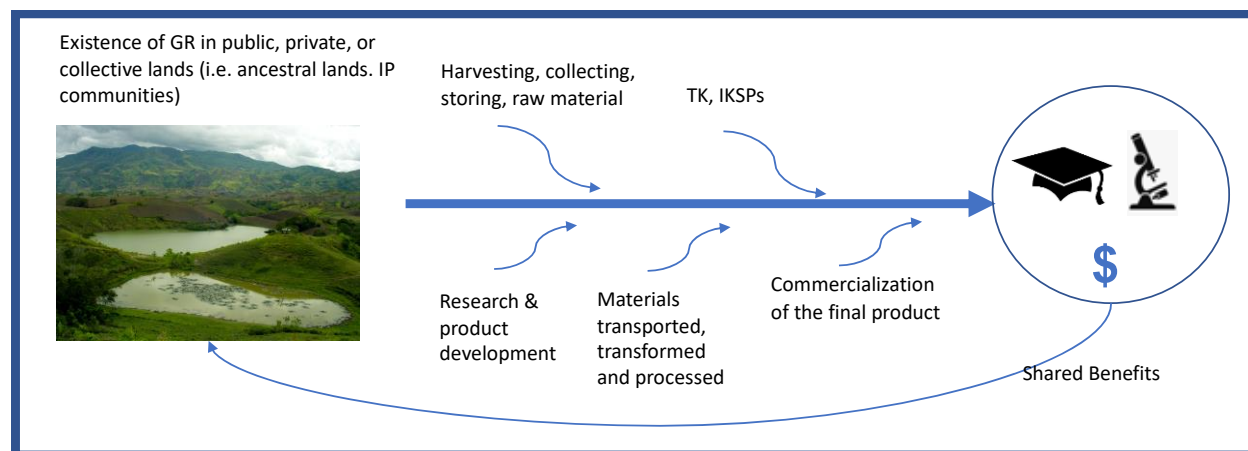 Existence of GR in public, private, or
collective lands (i.e. ancestral lands. IP
communities)
Harvesting, collecting,
storing, raw material
TK, IKSPs
$
Research &
product
development
Materials
transported,
transformed
and processed
Commercialization
of the final product
Shared Benefits